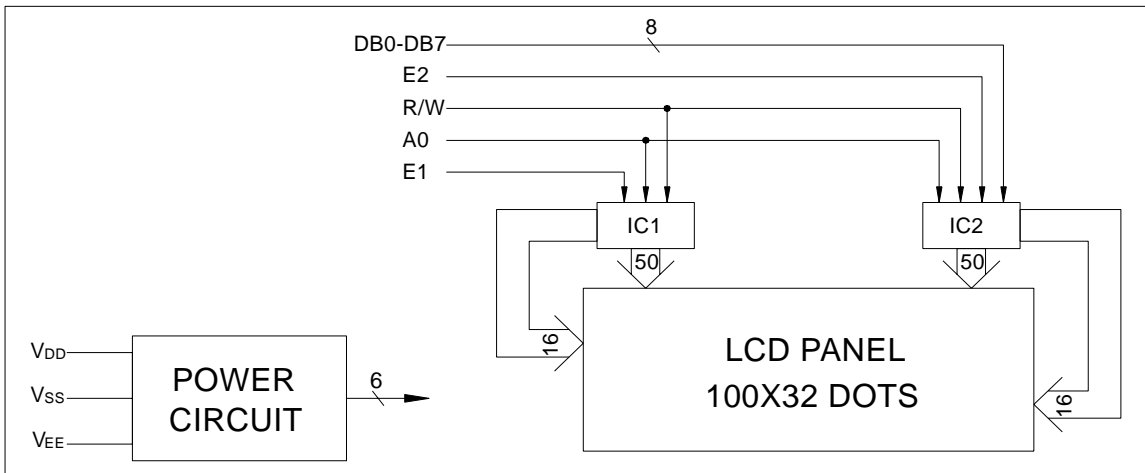 DB0-DB7
8
E2
R/W
A0
E1
IC1
IC2
50
50
16
16
LCD PANEL
100X32 DOTS
VDD
VSS
VEE
POWER
CIRCUIT
6